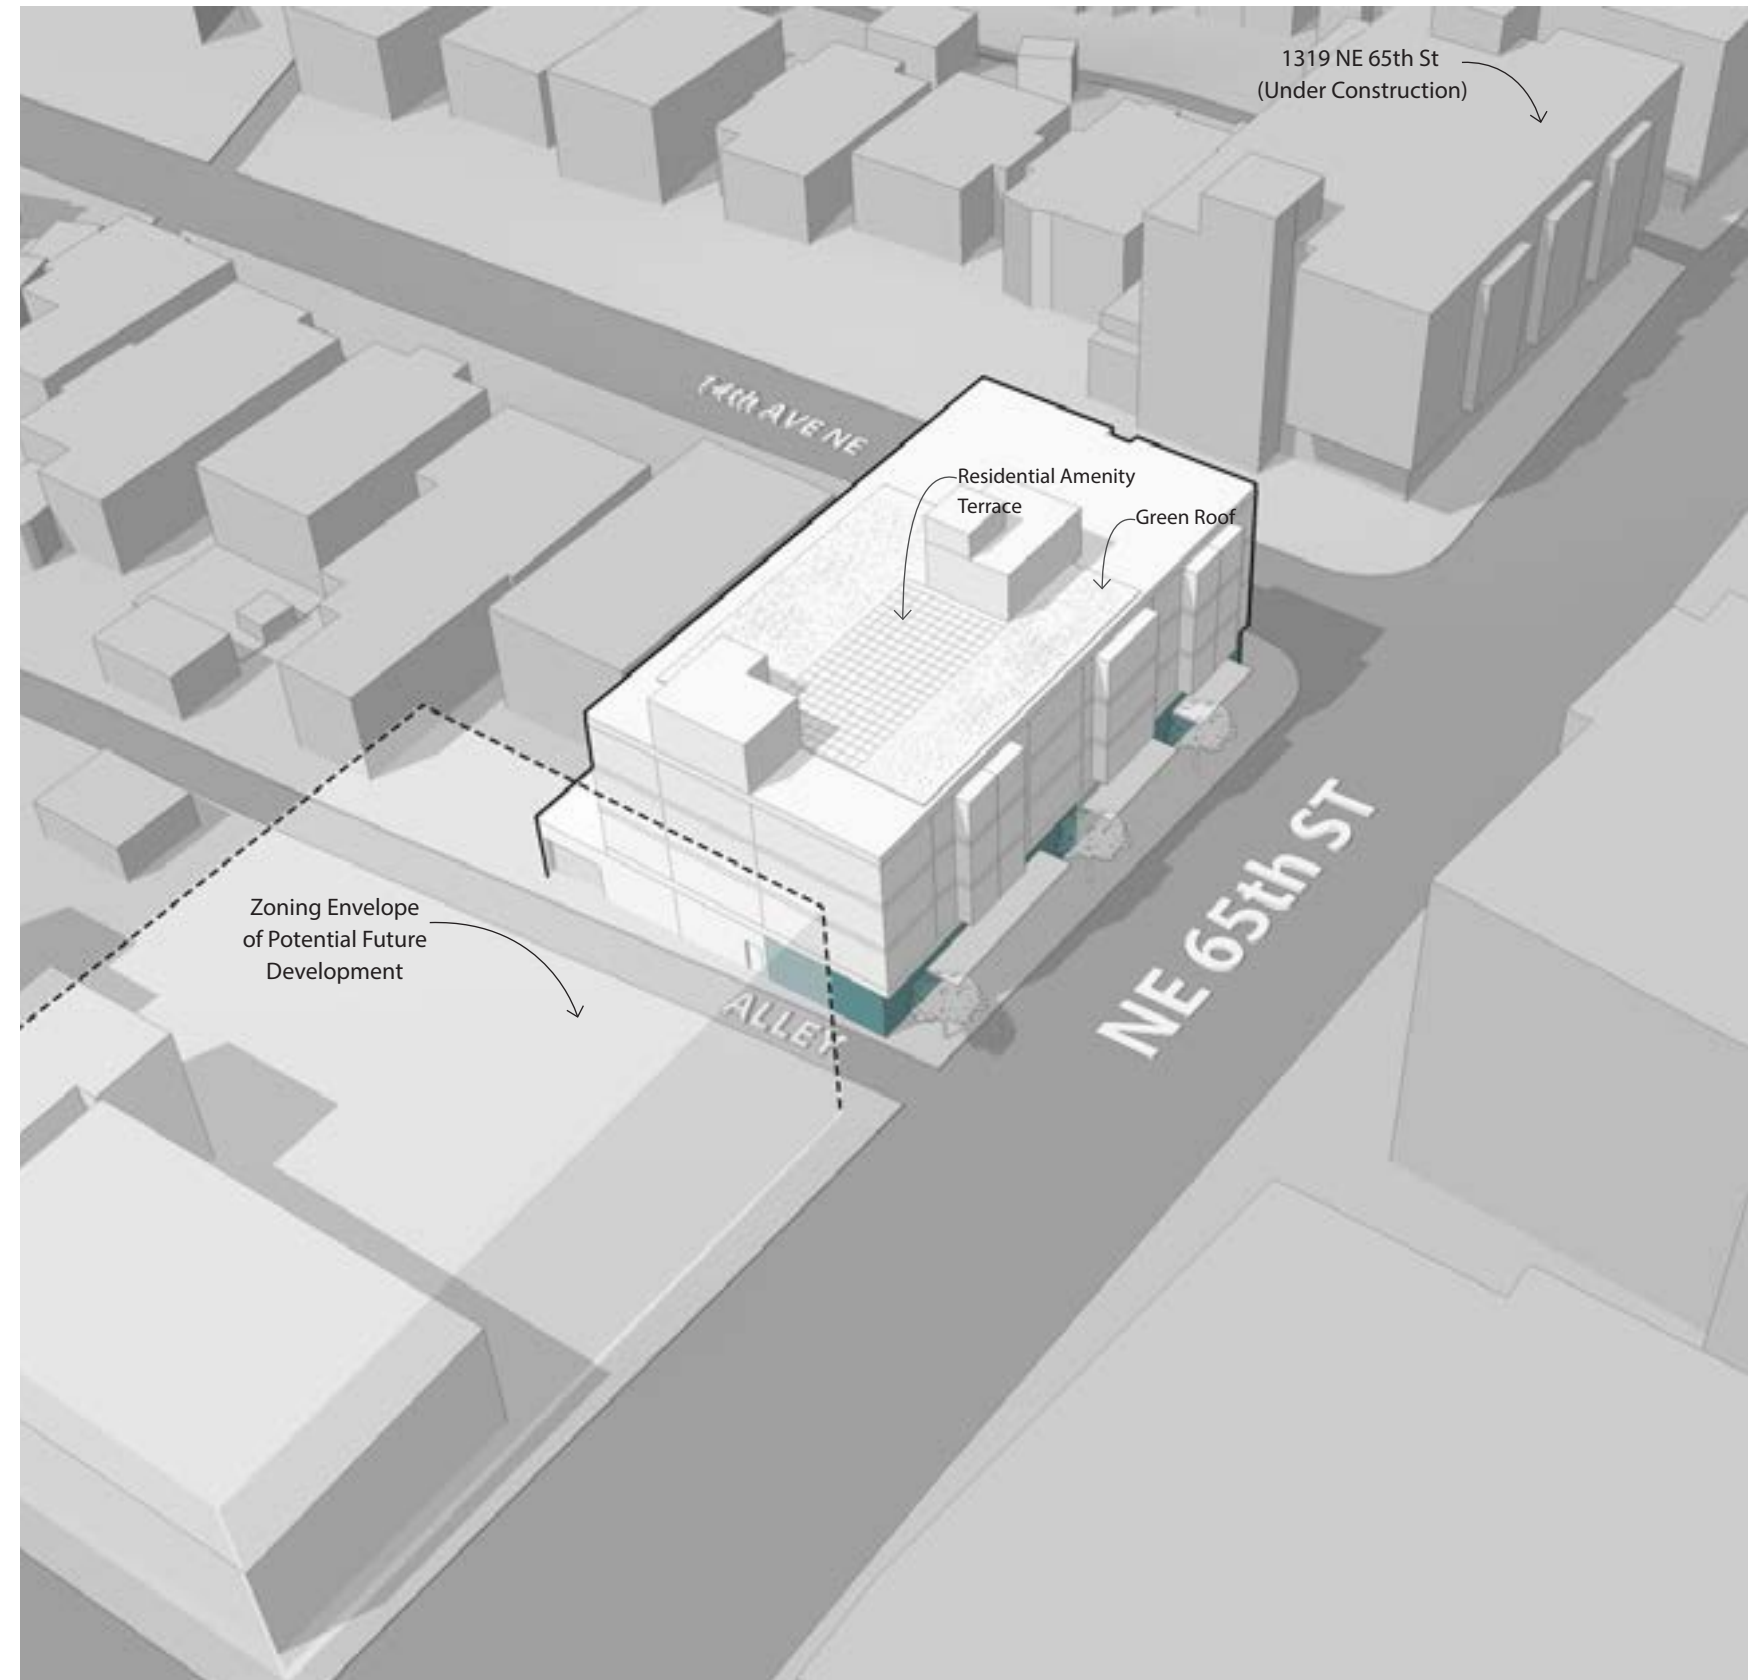 1319 NE 65th St
(Under Construction)
14th AVE NE
Residential Amenity
Terrace
Green Roof
NE 65th ST
Zoning Envelope
of Potential Future
Development
ALLEY